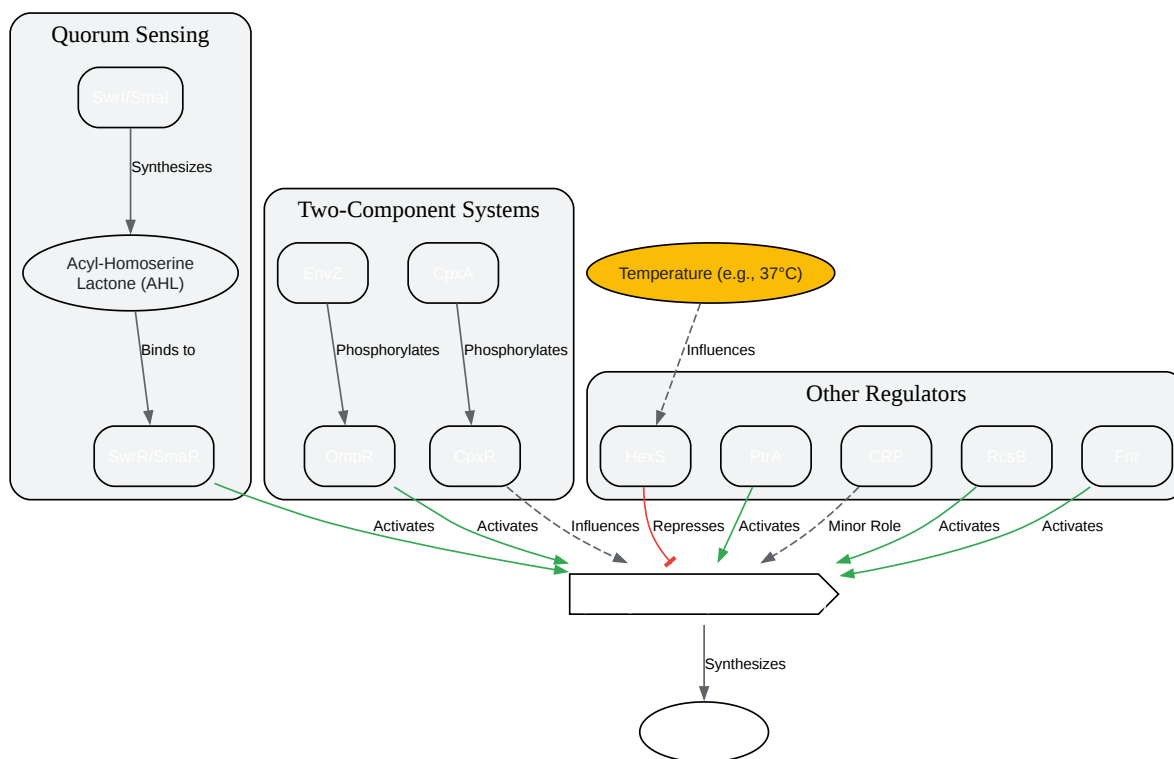 Quorum Sensing
SwrI/SmaI
Synthesizes
Two-Component Systems
Acyl-Homoserine
Lactone (AHL)
EnvZ
CpxA
Temperature (e.g., 37°C)
Binds to
Phosphorylates
Phosphorylates
Influences
Other Regulators
SwrR/SmaR
OmpR
CpxR
HexS
PtrA
CRP
RcsB
Fnr
Activates
Activates
Influences
Represses
Activates
Minor Role
Activates
Activates
Synthesizes